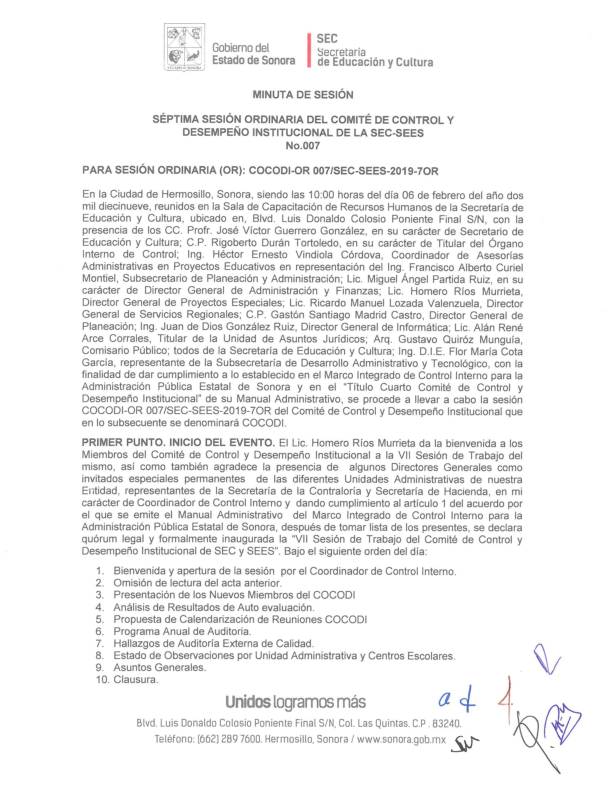 Gobierno del
Estado de Sonora
SEC
Secretaría
de Educación y Cultura
MINUTA DE SESIÓN
SÉPTIMA SESIÓN ORDINARIA DEL COMITÉ DE CONTROL Y
DESEMPEÑO INSTITUCIONAL DE LA SEC-SEES
No.007
PARA SESIÓN ORDINARIA (OR): COCODI-OR 007/SEC-SEES-2019-7OR
En la Ciudad de Hermosillo, Sonora, siendo las 10:00 horas del día 06 de febrero del año dos
mil diecinueve, reunidos en la Sala de Capacitación de Recursos Humanos de la Secretaría de
Educación y Cultura, ubicado en, Blvd. Luis Donaldo Colosio Poniente Final S/N, con la
presencia de los CC. Profr. José Víctor Guerrero González, en su carácter de Secretario de
Educación y Cultura; C.P. Rigoberto Durán Tortoledo, en su carácter de Titular del Órgano
Interno de Control; Ing. Héctor Ernesto Vindiola Córdova, Coordinador de Asesorías
Administrativas en Proyectos Educativos en representación del Ing. Francisco Alberto Curiel
Montiel, Subsecretario de Planeación y Administración; Lic. Miguel Ángel Partida Ruiz, en su
carácter de Director General de Administración y Finanzas; Lic. Homero Ríos Murrieta,
Director General de Proyectos Especiales; Lic. Ricardo Manuel Lozada Valenzuela, Director
General de Servicios Regionales; C.P. Gastón Santiago Madrid Castro, Director General de
Planeación; Ing. Juan de Dios González Ruiz, Director General de Informática; Lic. Alán René
Arce Corrales, Titular de la Unidad de Asuntos Jurídicos; Arq. Gustavo Quiróz Munguía,
Comisario Público; todos de la Secretaría de Educación y Cultura; Ing. D.I.E. Flor María Cota
García, representante de la Subsecretaría de Desarrollo Administrativo y Tecnológico, con la
finalidad de dar cumplimiento a lo establecido en el Marco Integrado de Control Interno para la
Administración Pública Estatal de Sonora y en el “Título Cuarto Comité de Control y
Desempeño Institucional” de su Manual Administrativo, se procede a llevar a cabo la sesión
COCODI-OR 007/SEC-SEES-2019-7OR del Comité de Control y Desempeño Institucional que
en lo subsecuente se denominará COCODI.
PRIMER PUNTO. INICIO DEL EVENTO. El Lic. Homero Ríos Murrieta da la bienvenida a los
Miembros del Comité de Control y Desempeño Institucional a la VII Sesión de Trabajo del
mismo, así como también agradece la presencia de algunos Directores Generales como
invitados especiales permanentes de las diferentes Unidades Administrativas de nuestra
Entidad, representantes de la Secretaría de la Contraloría y Secretaría de Hacienda, en mi
carácter de Coordinador de Control Interno y dando cumplimiento al artículo 1 del acuerdo por
el que se emite el Manual Administrativo del Marco Integrado de Control Interno para la
Administración Pública Estatal de Sonora, después de tomar lista de los presentes, se declara
quórum legal y formalmente inaugurada la “VII Sesión de Trabajo del Comité de Control y
Desempeño Institucional de SEC y SEES”. Bajo el siguiente orden del día:
1. Bienvenida y apertura de la sesión por el Coordinador de Control Interno.
2. Omisión de lectura del acta anterior.
3. Presentación de los Nuevos Miembros del COCODI
4. Análisis de Resultados de Auto evaluación.
5. Propuesta de Calendarización de Reuniones COCODI
6. Programa Anual de Auditoria.
7. Hallazgos de Auditoría Externa de Calidad.
8. Estado de Observaciones por Unidad Administrativa y Centros Escolares.
9. Asuntos Generales.
10. Clausura.
Unidos logramos más
Blvd. Luis Donaldo Colosio Poniente Final S/N, Col. Las Quintas. C.P. 83240.
Teléfono: (662) 289 7600. Hermosillo, Sonora / www.sonora.gob.mx